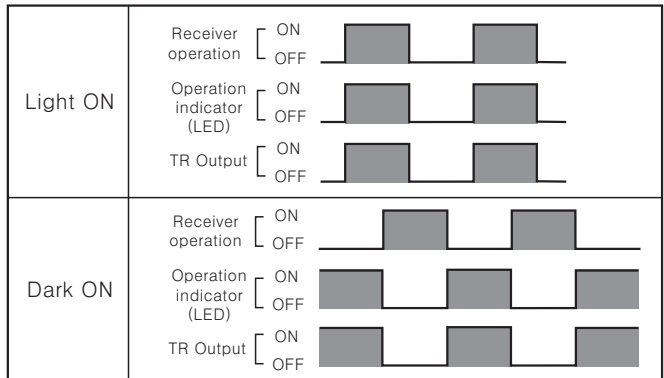 Light ON
Receiver
operation
ON
OFF
Operation
indicator
(LED)
ON
OFF
TR Output
ON
OFF
Dark ON
Receiver
operation
ON
OFF
Operation
indicator
(LED)
ON
OFF
TR Output
ON
OFF